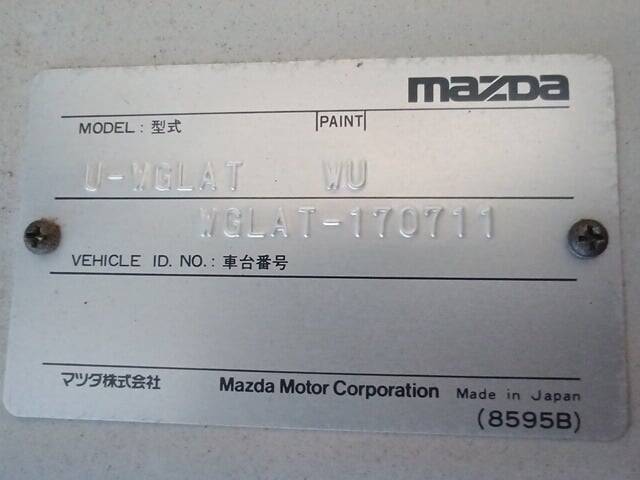 mazda
MODEL : 型式 PAINT
U-WGLAT WU
WGLAT-170711
VEHICLE ID. NO. : 車台番号
マツダ株式会社 Mazda Motor Corporation Made in Japan
(8595B)